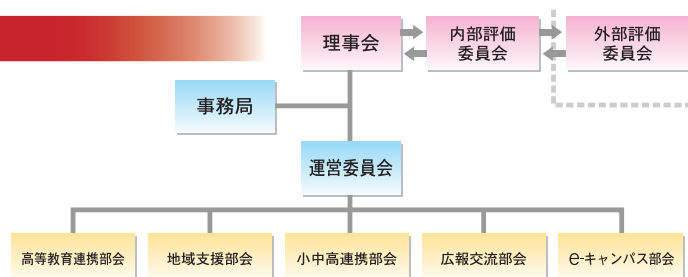 理事会
内部評価
委員会
外部評価
委員会
事務局
運営委員会
高等教育連携部会
地域支援部会
小中高連携部会
広報交流部会
e-キャンパス部会